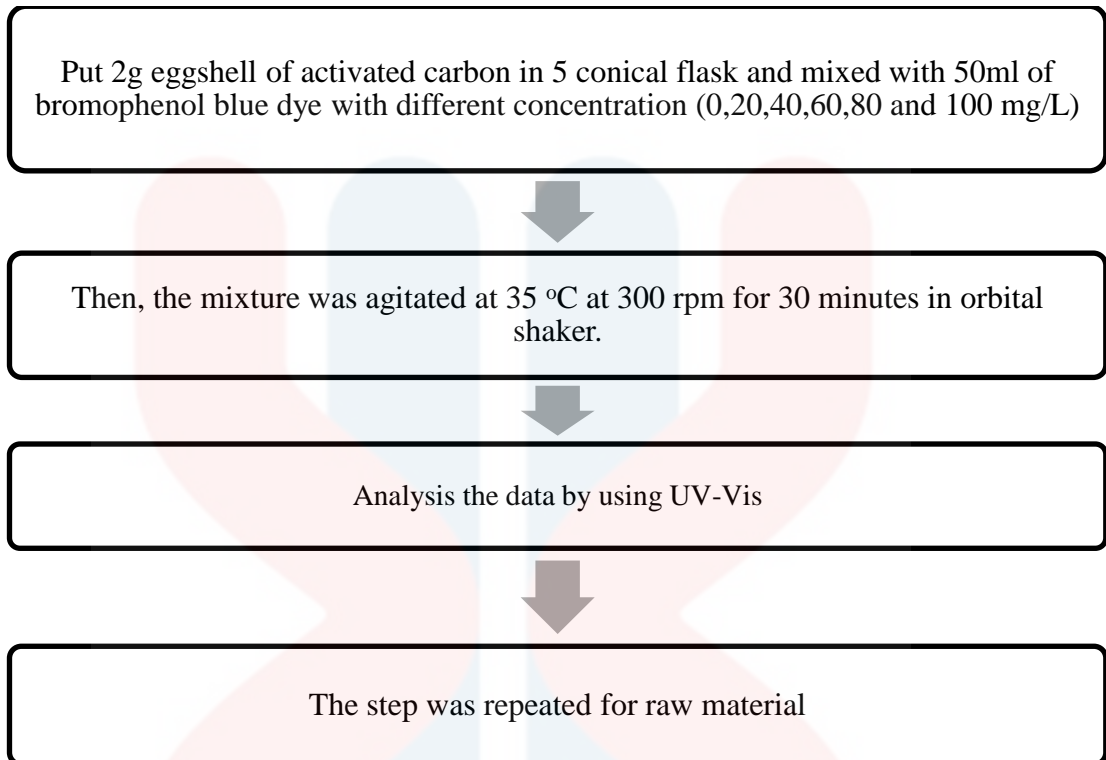 Put 2g eggshell of activated carbon in 5 conical flask and mixed with 50ml of
bromophenol blue dye with different concentration (0,20,40,60,80 and 100 mg/L)
Then, the mixture was agitated at 35 ᵒC at 300 rpm for 30 minutes in orbital
shaker.
Analysis the data by using UV-Vis
The step was repeated for raw material